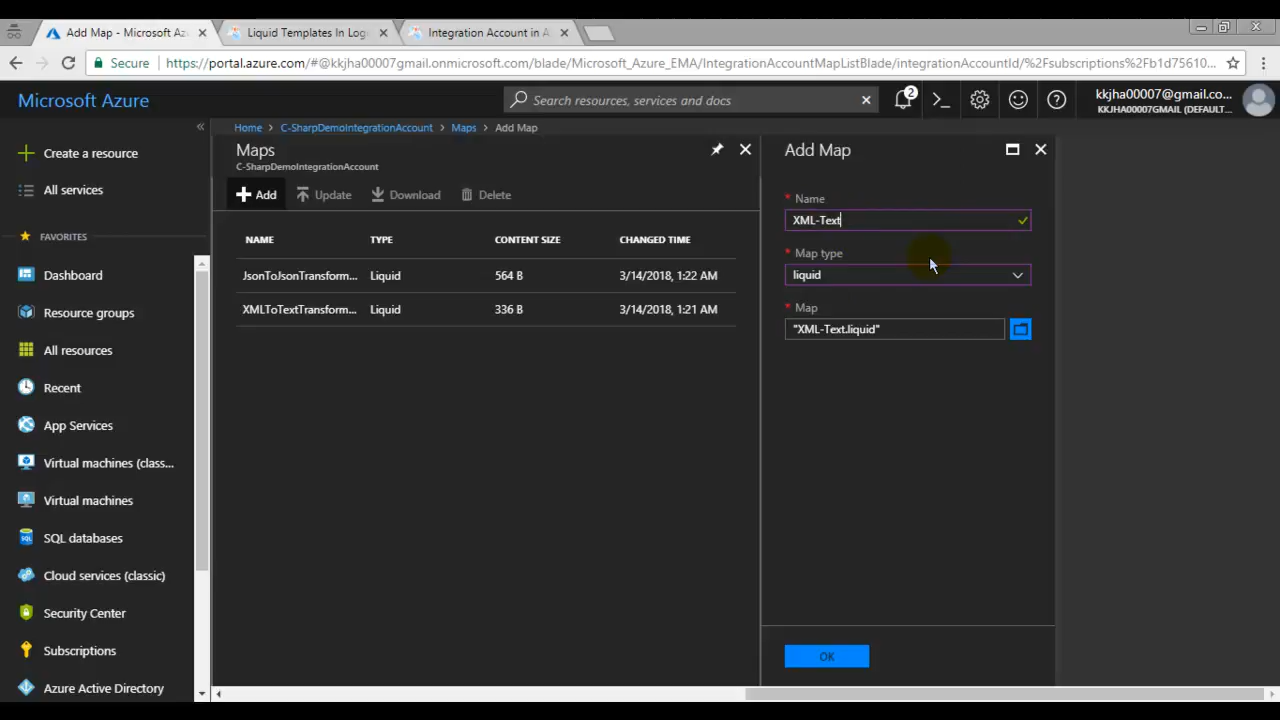 Add Map - Microsoft Az
Liquid Templates In Log
Integration Account in A
Secure
https://portal.azure.com/#@kkjha00007gmail.onmicrosoft.com/blade/Microsoft_Azure_EMA/IntegrationAccountMapListBlade/integrationAccountId/%2Fsubscriptions%2Fb1d75610...
Microsoft Azure
Search resources, services and docs
2
kkjha00007@gmail.co...
KKJHA00007GMAIL (DEFAULT...
Home
C-SharpDemoIntegrationAccount
Maps
Add Map
Create a resource
All services
FAVORITES
Dashboard
Resource groups
All resources
Recent
App Services
Virtual machines (class...
Virtual machines
SQL databases
Cloud services (classic)
Security Center
Subscriptions
Azure Active Directory
Maps
C-SharpDemoIntegrationAccount
Add Update Download Delete
NAME TYPE CONTENT SIZE CHANGED TIME
JsonToJsonTransform... Liquid 564 B 3/14/2018, 1:22 AM
XMLToTextTransform... Liquid 336 B 3/14/2018, 1:21 AM
Add Map
* Name
XML-Text
* Map type
liquid
* Map
"XML-Text.liquid"
OK